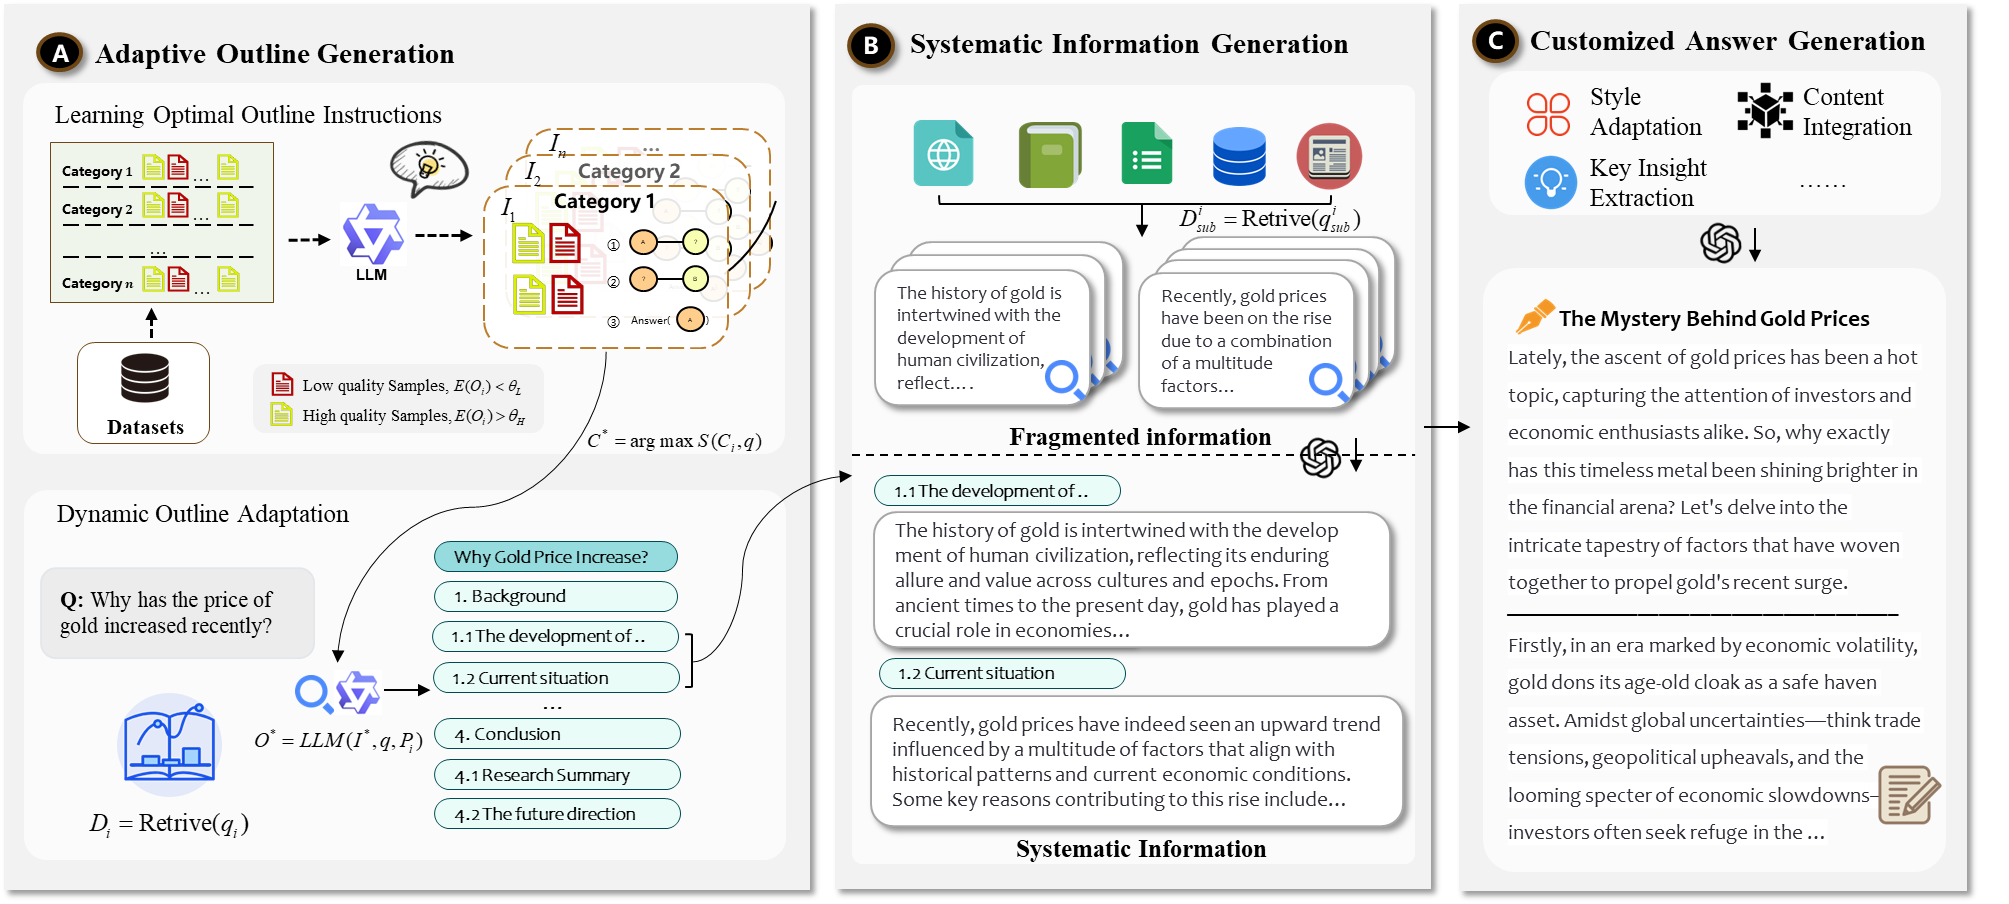 A Adaptive Outline Generation
Learning Optimal Outline Instructions
Category 1 ...
Category 2 ...
...
Category n ...
Datasets
LLM
I_n ...
I_2 Category 2
I_1 Category 1
① A ?
② ? B
③ Answer( A )
Low quality Samples, E(O_i) < θ_L
High quality Samples, E(O_i) > θ_H
C* = arg max S(C_i, q)
Dynamic Outline Adaptation
Q: Why has the price of
gold increased recently?
D_i = Retrive(q_i)
O* = LLM(I*, q, P_i)
Why Gold Price Increase?
1. Background
1.1 The development of ..
1.2 Current situation
...
4. Conclusion
4.1 Research Summary
4.2 The future direction
B Systematic Information Generation
D^i_sub = Retrive(q^i_sub)
The history of gold is
intertwined with the
development of
human civilization,
reflect....
Recently, gold prices
have been on the rise
due to a combination
of a multitude
factors...
Fragmented information
1.1 The development of ..
The history of gold is intertwined with the develop
ment of human civilization, reflecting its enduring
allure and value across cultures and epochs. From
ancient times to the present day, gold has played a
crucial role in economies...
1.2 Current situation
Recently, gold prices have indeed seen an upward trend
influenced by a multitude of factors that align with
historical patterns and current economic conditions.
Some key reasons contributing to this rise include...
Systematic Information
C Customized Answer Generation
Style
Adaptation
Content
Integration
Key Insight
Extraction
......
The Mystery Behind Gold Prices
Lately, the ascent of gold prices has been a hot
topic, capturing the attention of investors and
economic enthusiasts alike. So, why exactly
has this timeless metal been shining brighter in
the financial arena? Let's delve into the
intricate tapestry of factors that have woven
together to propel gold's recent surge.
Firstly, in an era marked by economic volatility,
gold dons its age-old cloak as a safe haven
asset. Amidst global uncertainties—think trade
tensions, geopolitical upheavals, and the
looming specter of economic slowdowns—
investors often seek refuge in the ...